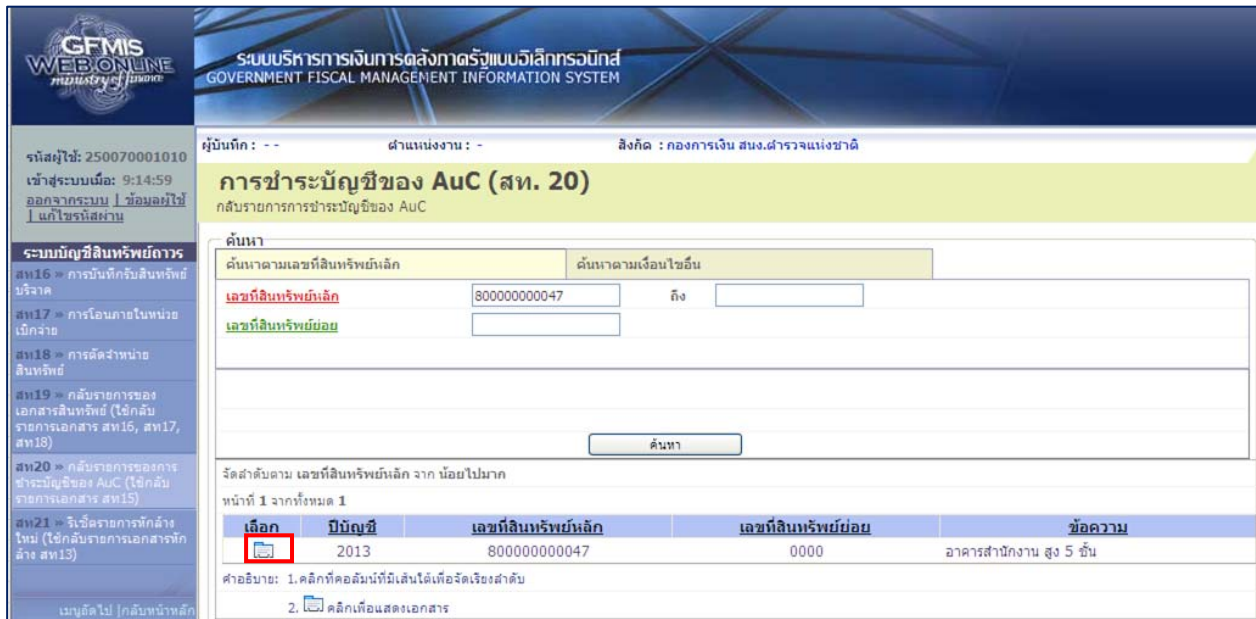 GFMIS
WEB ONLINE
ministry of finance
ระบบบริหารการเงินการคลังภาครัฐแบบอิเล็กทรอนิกส์
GOVERNMENT FISCAL MANAGEMENT INFORMATION SYSTEM
รหัสผู้ใช้: 250070001010
เข้าสู่ระบบเมื่อ: 9:14:59
ออกจากระบบ | ข้อมูลผู้ใช้
| แก้ไขรหัสผ่าน
ระบบบัญชีสินทรัพย์ถาวร
สท16 » การบันทึกรับสินทรัพย์
บริจาค
สท17 » การโอนภายในหน่วย
เบิกจ่าย
สท18 » การตัดจำหน่าย
สินทรัพย์
สท19 » กลับรายการของ
เอกสารสินทรัพย์ (ใช้กลับ
รายการเอกสาร สท16, สท17,
สท18)
สท20 » กลับรายการของการ
ชำระบัญชีของ AuC (ใช้กลับ
รายการเอกสาร สท15)
สท21 » รีเซ็ตรายการหักล้าง
ใหม่ (ใช้กลับรายการเอกสารหัก
ล้าง สท13)
เมนูถัดไป |กลับหน้าหลัก
ผู้บันทึก : - - ตำแหน่งงาน : - สังกัด : กองการเงิน สนง.ตำรวจแห่งชาติ
การชำระบัญชีของ AuC (สท. 20)
กลับรายการการชำระบัญชีของ AuC
ค้นหา
ค้นหาตามเลขที่สินทรัพย์หลัก ค้นหาตามเงื่อนไขอื่น
เลขที่สินทรัพย์หลัก 800000000047 ถึง
เลขที่สินทรัพย์ย่อย
ค้นหา
จัดลำดับตาม เลขที่สินทรัพย์หลัก จาก น้อยไปมาก
หน้าที่ 1 จากทั้งหมด 1
เลือก ปีบัญชี เลขที่สินทรัพย์หลัก เลขที่สินทรัพย์ย่อย ข้อความ
2013 800000000047 0000 อาคารสำนักงาน สูง 5 ชั้น
คำอธิบาย: 1.คลิกที่คอลัมน์ที่มีเส้นใต้เพื่อจัดเรียงลำดับ
2. คลิกเพื่อแสดงเอกสาร